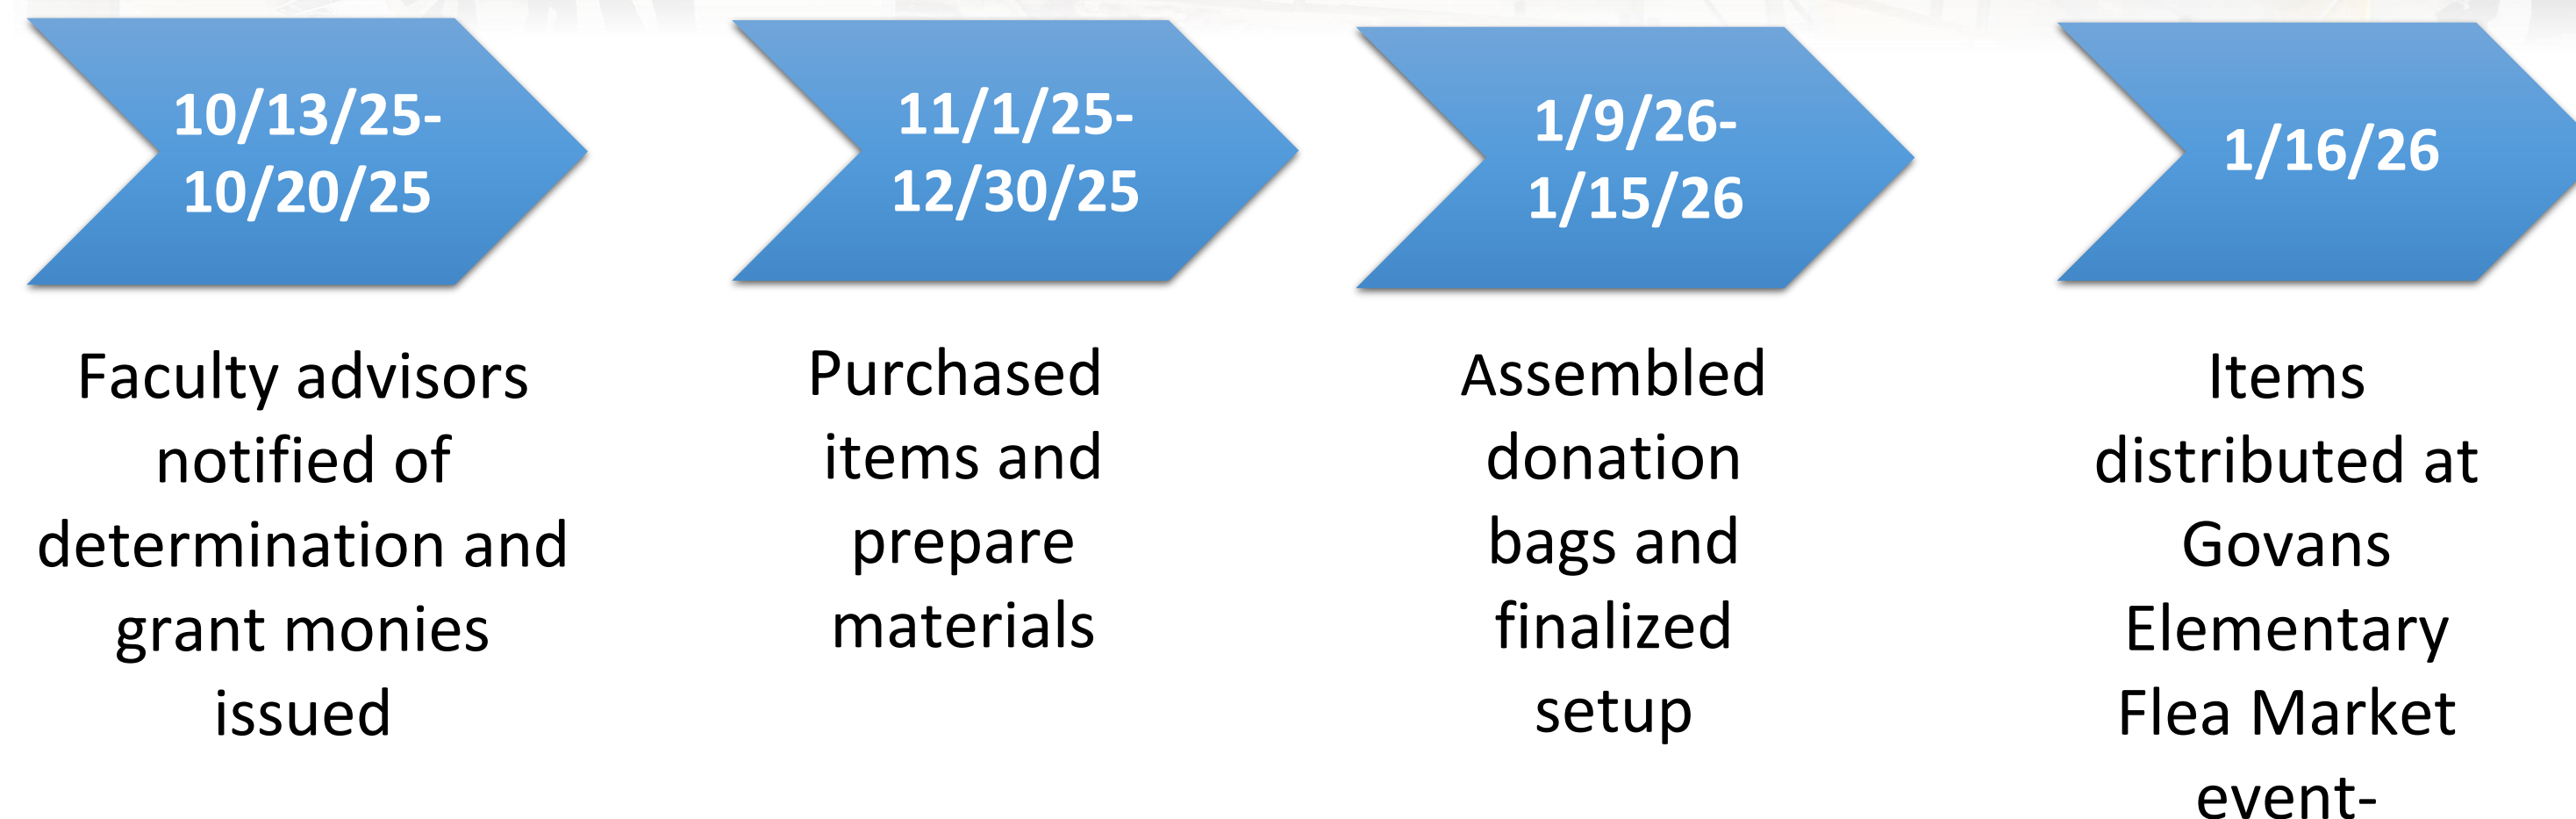 10/13/25-
10/20/25
Faculty advisors
notified of
determination and
grant monies
issued
11/1/25-
12/30/25
Purchased
items and
prepare
materials
1/9/26-
1/15/26
Assembled
donation
bags and
finalized
setup
1/16/26
Items
distributed at
Govans
Elementary
Flea Market
event-